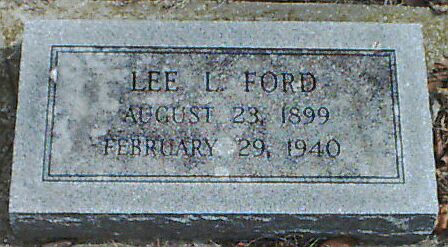 LEE L. FORD
AUGUST 23, 1899
FEBRUARY 29, 1940